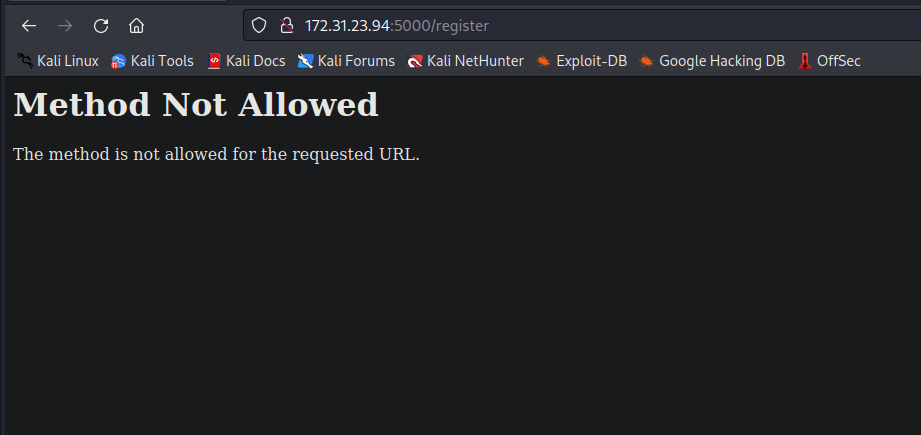 172.31.23.94:5000/register
Kali Linux Kali Tools Kali Docs Kali Forums Kali NetHunter Exploit-DB Google Hacking DB OffSec
Method Not Allowed
The method is not allowed for the requested URL.